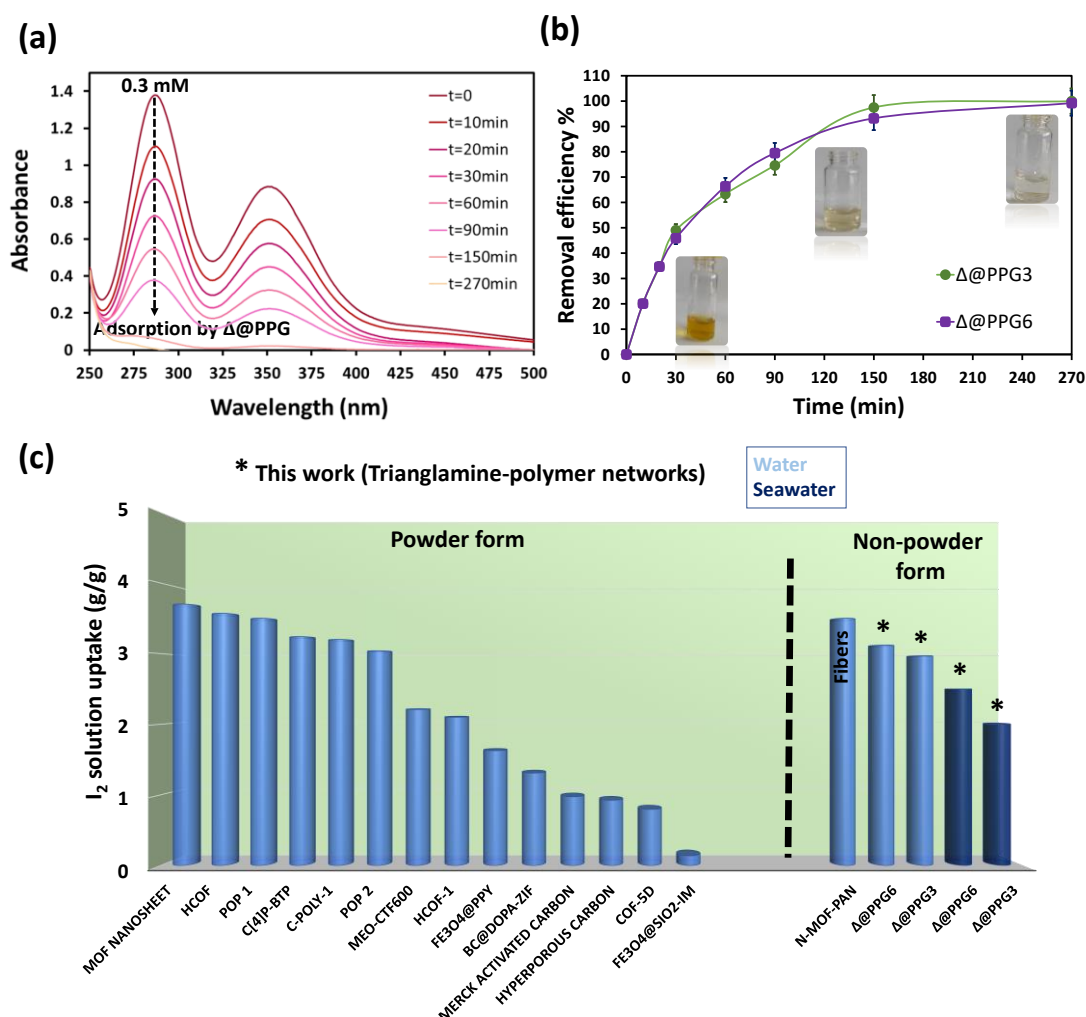 (a)
0.3 mM
1.4
1.2
1
0.8
0.6
0.4
0.2
0
Absorbance
t=0
t=10min
t=20min
t=30min
t=60min
t=90min
t=150min
t=270min
Adsorption by Δ@PPG
250 275 300 325 350 375 400 425 450 475 500
Wavelength (nm)
(b)
110
100
90
80
70
60
50
40
30
20
10
0
Removal efficiency %
Δ@PPG3
Δ@PPG6
0 30 60 90 120 150 180 210 240 270
Time (min)
(c)
* This work (Trianglamine-polymer networks)
Water
Seawater
5
4
3
2
1
0
I₂ solution uptake (g/g)
Powder form
Non-powder
form
Fibers
*
*
*
*
MOF NANOSHEET
HCOF
POP 1
C[4]P-BTP
C-POLY-1
POP 2
MEO-CTF600
HCOF-1
FE3O4@PPY
BC@DOPA-ZIF
MERCK ACTIVATED CARBON
HYPERPOROUS CARBON
COF-5D
FE3O4@SIO2-IM
N-MOF-PAN
Δ@PPG6
Δ@PPG3
Δ@PPG6
Δ@PPG3